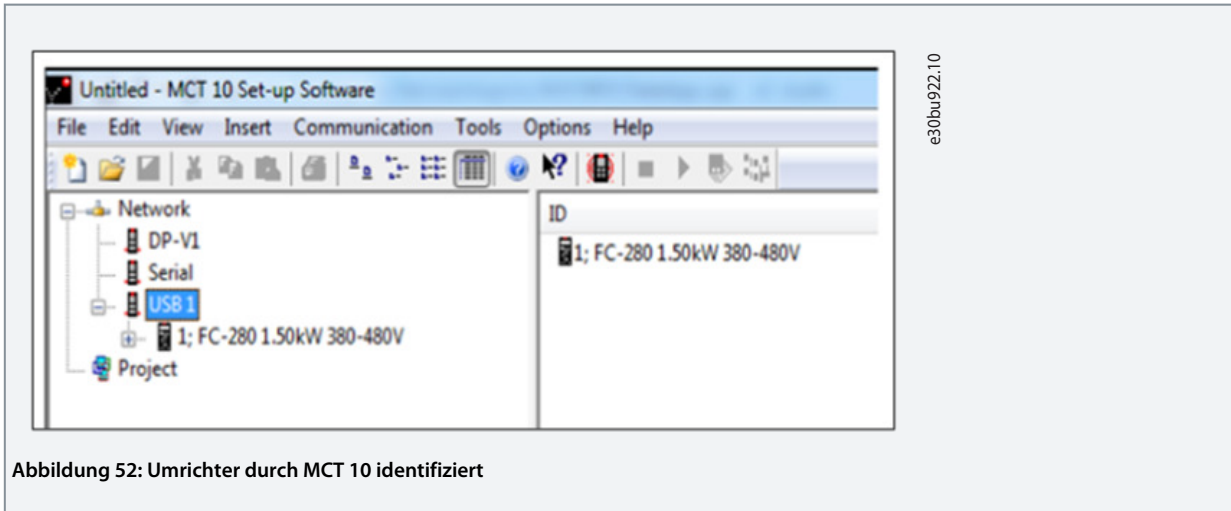 Untitled - MCT 10 Set-up Software
File Edit View Insert Communication Tools Options Help
Network
DP-V1
Serial
USB 1
1; FC-280 1.50kW 380-480V
Project
ID
1; FC-280 1.50kW 380-480V
e30bu922.10
Abbildung 52: Umrichter durch MCT 10 identifiziert